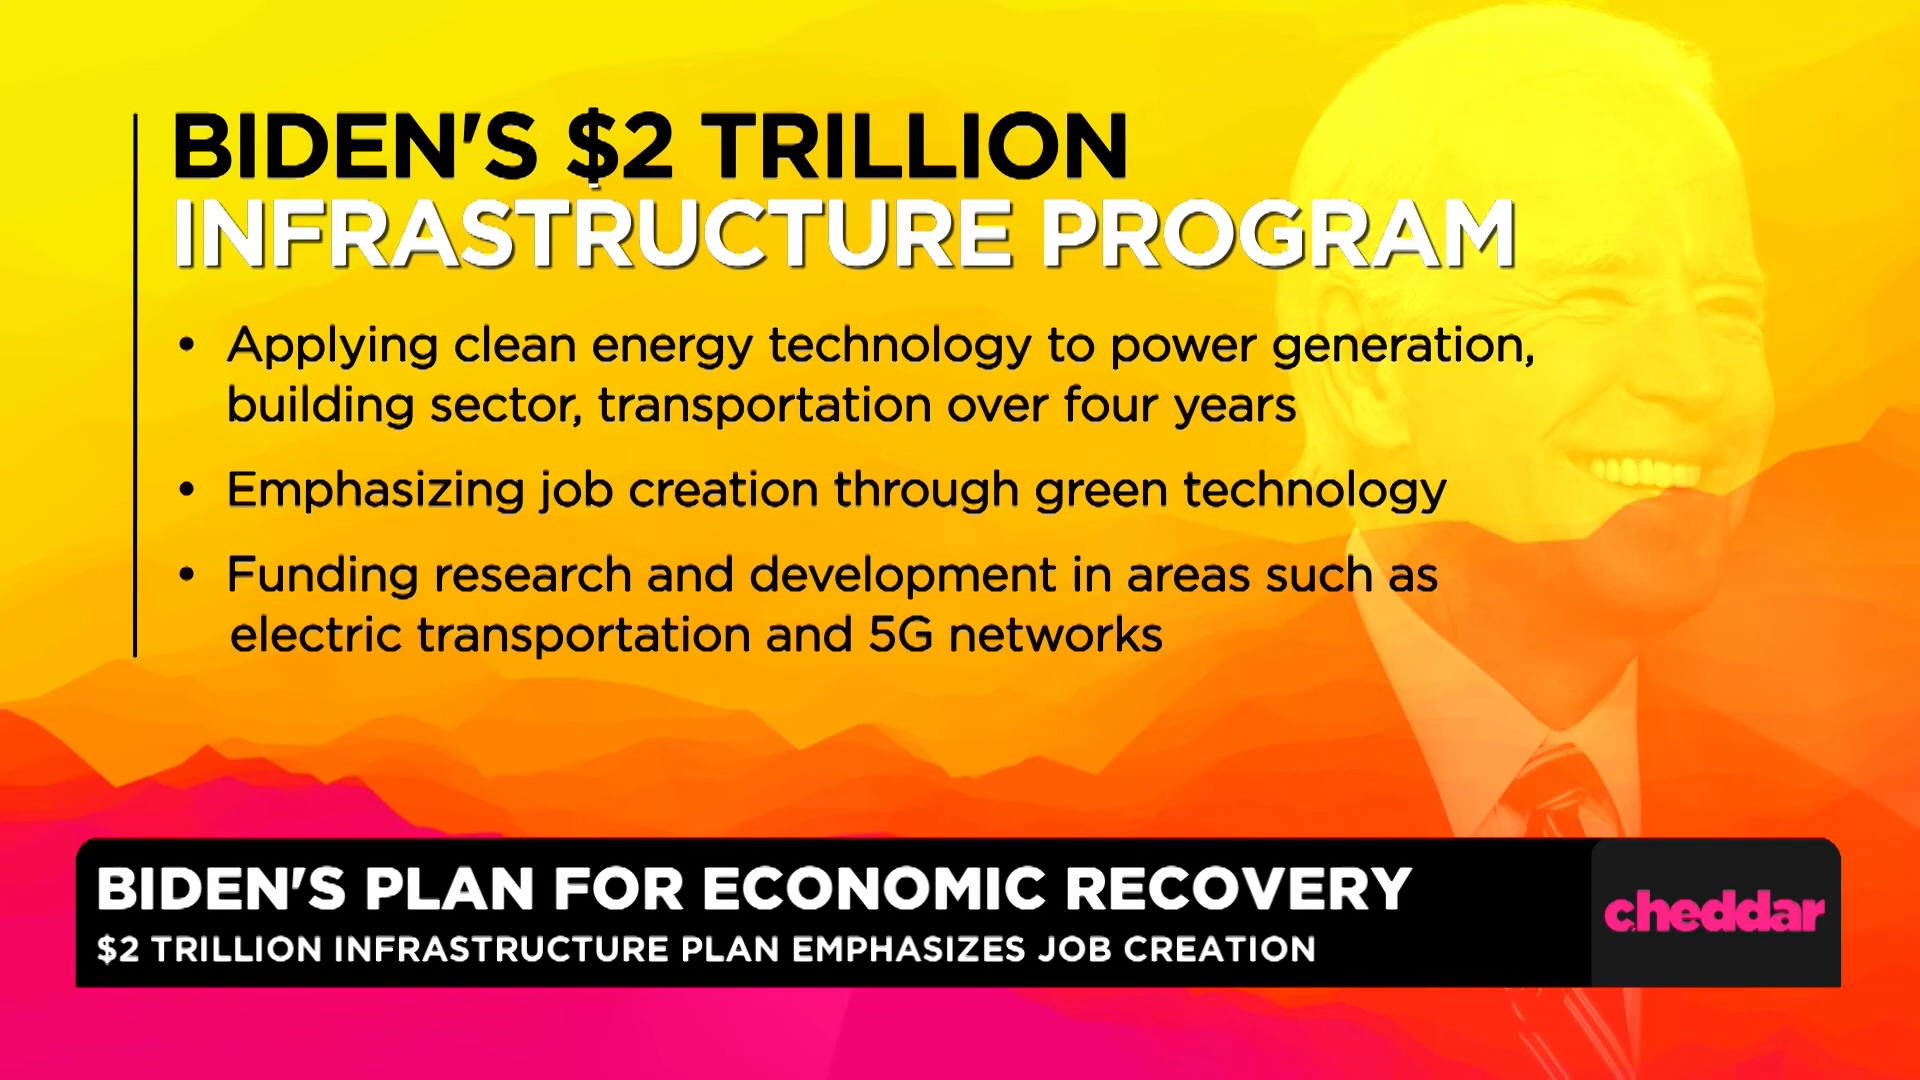 BIDEN'S $2 TRILLION
INFRASTRUCTURE PROGRAM
• Applying clean energy technology to power generation,
building sector, transportation over four years
• Emphasizing job creation through green technology
• Funding research and development in areas such as
electric transportation and 5G networks
BIDEN'S PLAN FOR ECONOMIC RECOVERY
$2 TRILLION INFRASTRUCTURE PLAN EMPHASIZES JOB CREATION
cheddar